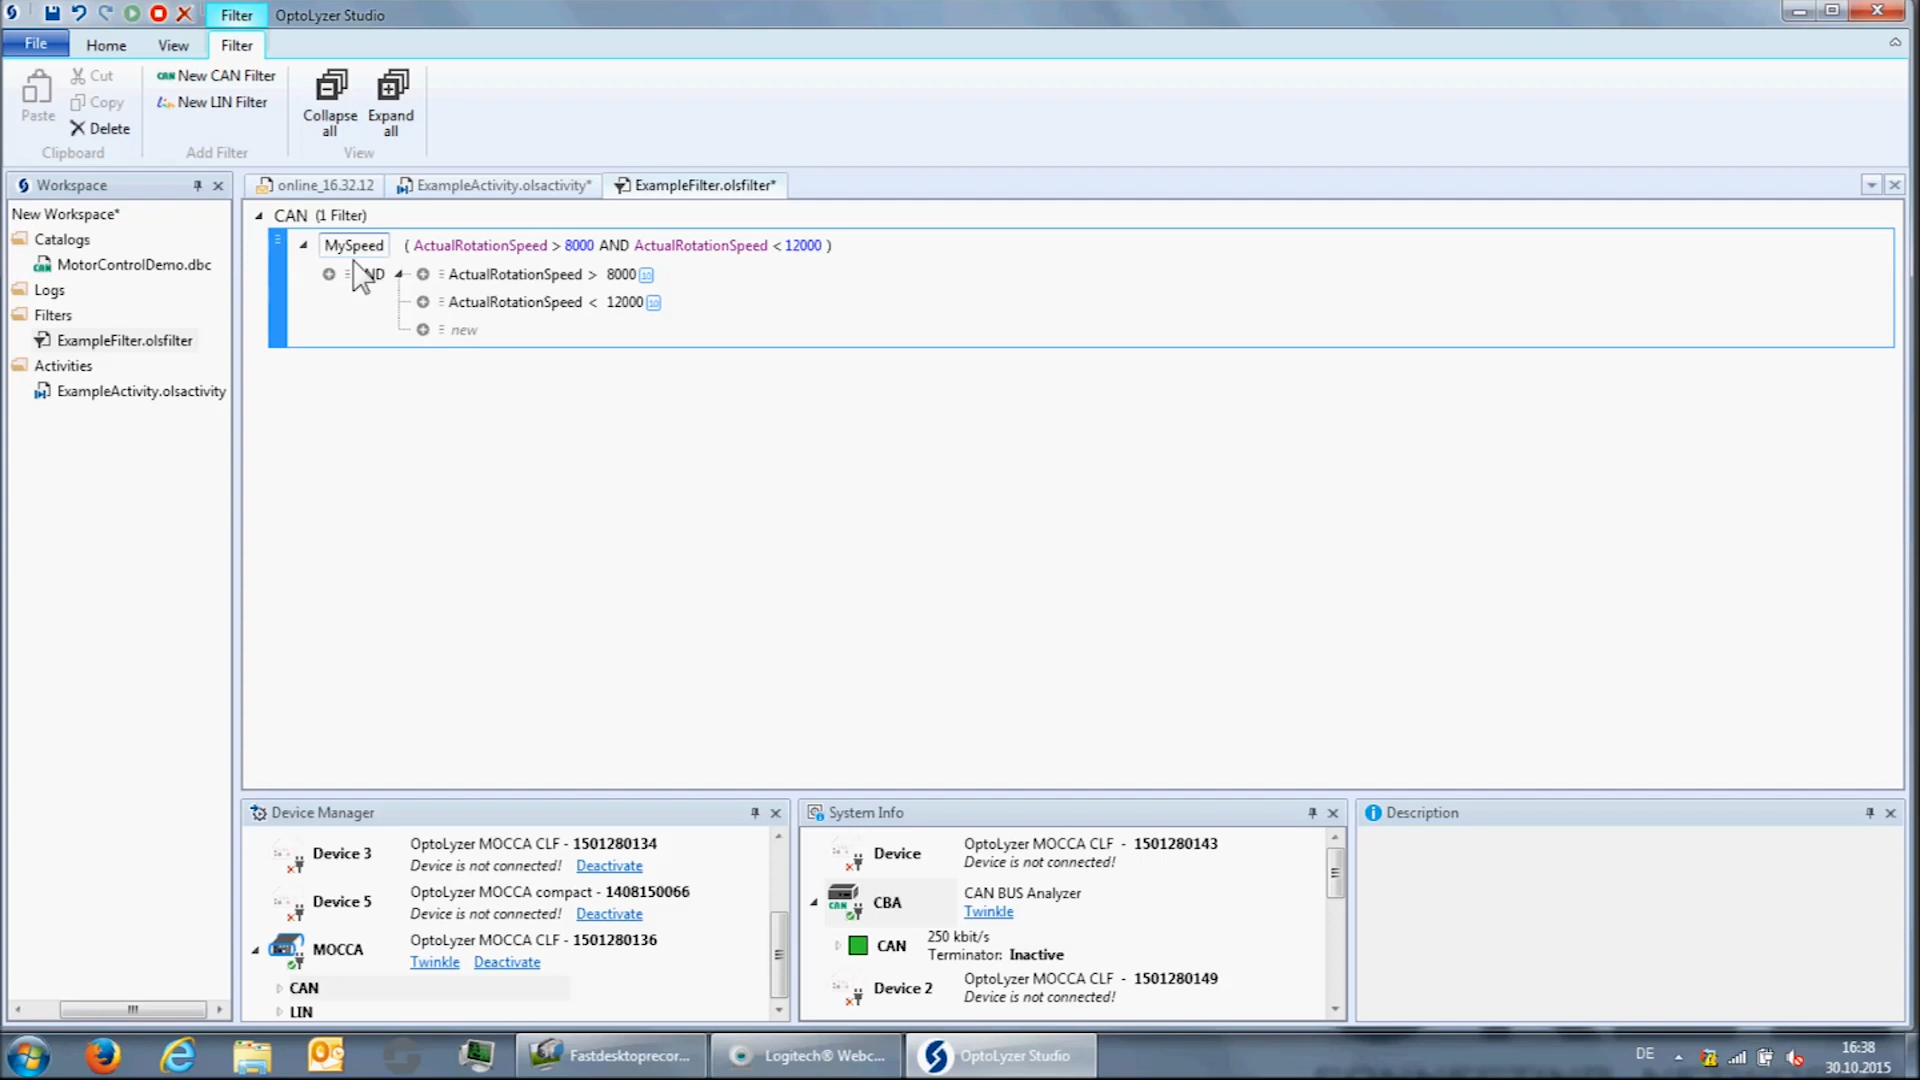 Filter OptoLyzer Studio
File Home View Filter
Paste Cut Copy Delete
Clipboard
New CAN Filter
New LIN Filter
Add Filter
Collapse all Expand all
View
Workspace
New Workspace*
Catalogs
MotorControlDemo.dbc
Logs
Filters
ExampleFilter.olsfilter
Activities
ExampleActivity.olsactivity
online_16.32.12 ExampleActivity.olsactivity* ExampleFilter.olsfilter*
CAN (1 Filter)
MySpeed ( ActualRotationSpeed > 8000 AND ActualRotationSpeed < 12000 )
ActualRotationSpeed > 8000 10
ActualRotationSpeed < 12000 10
new
Device Manager
Device 3 OptoLyzer MOCCA CLF - 1501280134
Device is not connected! Deactivate
Device 5 OptoLyzer MOCCA compact - 1408150066
Device is not connected! Deactivate
MOCCA OptoLyzer MOCCA CLF - 1501280136
Twinkle Deactivate
CAN
LIN
System Info
Device OptoLyzer MOCCA CLF - 1501280143
Device is not connected!
CBA CAN BUS Analyzer
Twinkle
CAN 250 kbit/s
Terminator: Inactive
Device 2 OptoLyzer MOCCA CLF - 1501280149
Device is not connected!
Description
Fastdesktoprecor... Logitech® Webc... OptoLyzer Studio
DE 16:38
30.10.2015